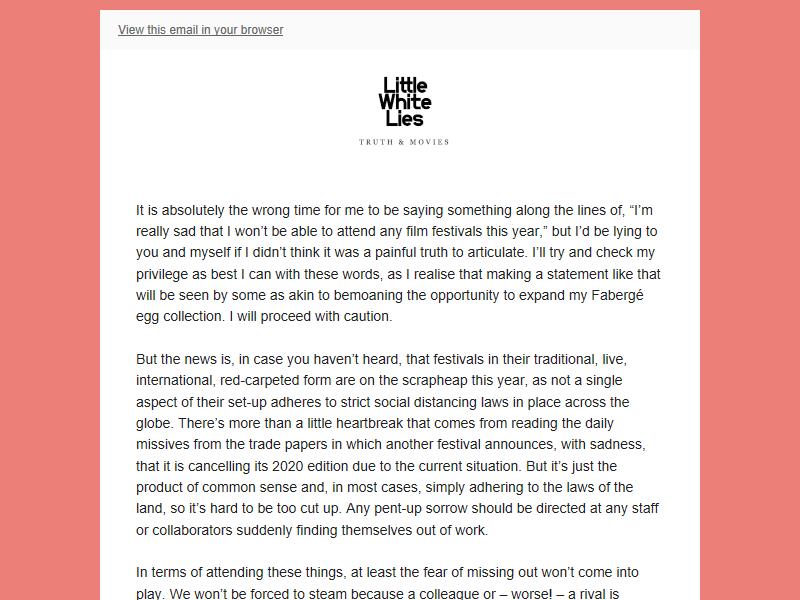 View this email in your browser
Little
White
Lies
TRUTH & MOVIES
It is absolutely the wrong time for me to be saying something along the lines of, “I’m
really sad that I won’t be able to attend any film festivals this year,” but I’d be lying to
you and myself if I didn’t think it was a painful truth to articulate. I’ll try and check my
privilege as best I can with these words, as I realise that making a statement like that
will be seen by some as akin to bemoaning the opportunity to expand my Fabergé
egg collection. I will proceed with caution.
But the news is, in case you haven’t heard, that festivals in their traditional, live,
international, red-carpeted form are on the scrapheap this year, as not a single
aspect of their set-up adheres to strict social distancing laws in place across the
globe. There’s more than a little heartbreak that comes from reading the daily
missives from the trade papers in which another festival announces, with sadness,
that it is cancelling its 2020 edition due to the current situation. But it’s just the
product of common sense and, in most cases, simply adhering to the laws of the
land, so it’s hard to be too cut up. Any pent-up sorrow should be directed at any staff
or collaborators suddenly finding themselves out of work.
In terms of attending these things, at least the fear of missing out won’t come into
play. We won’t be forced to steam because a colleague or – worse! – a rival is